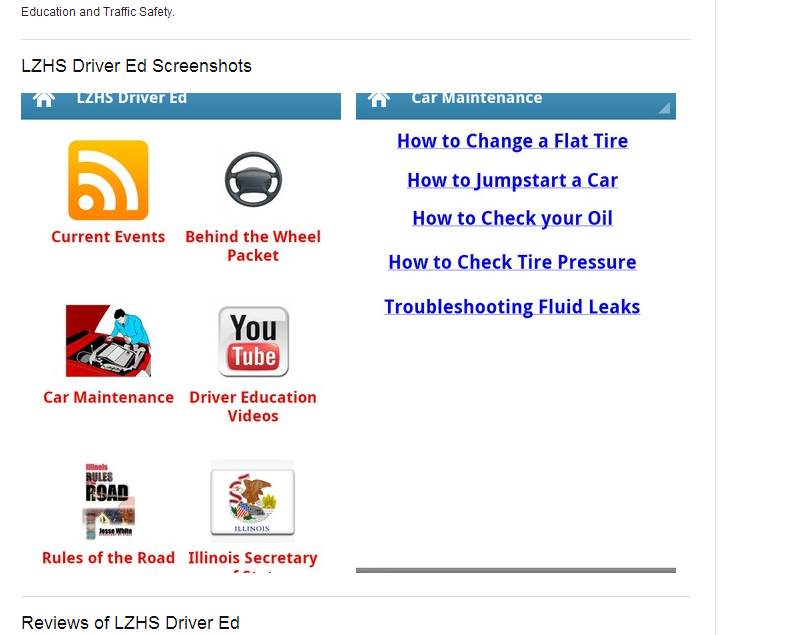 Education and Traffic Safety.
LZHS Driver Ed Screenshots
LZHS Driver Ed
Current Events
Behind the Wheel
Packet
You
Tube
Car Maintenance
Driver Education
Videos
Illinois
RULES
ROAD
Jesse White
ILLINOIS
Rules of the Road
Illinois Secretary
of State
Car Maintenance
How to Change a Flat Tire
How to Jumpstart a Car
How to Check your Oil
How to Check Tire Pressure
Troubleshooting Fluid Leaks
Reviews of LZHS Driver Ed